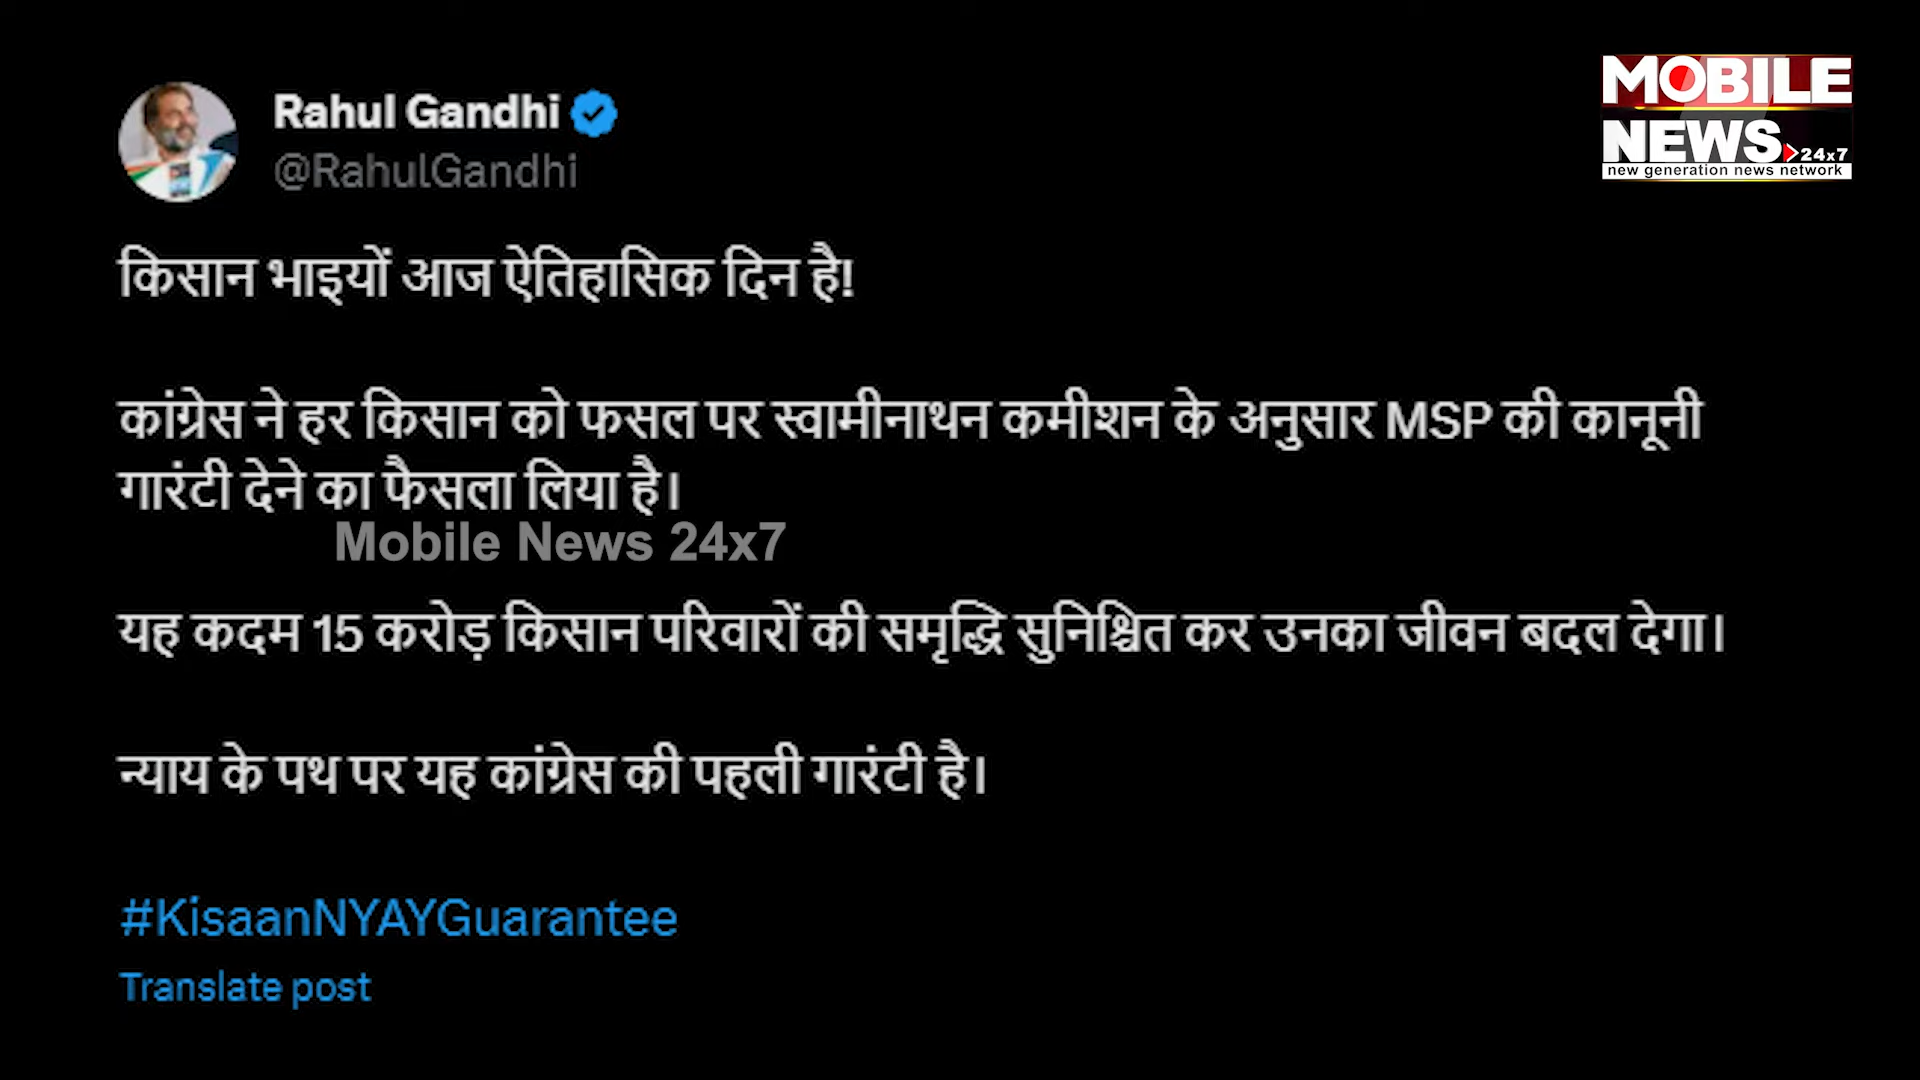 Rahul Gandhi
@RahulGandhi
MOBILE
NEWS 24x7
new generation news network
किसान भाइयों आज ऐतिहासिक दिन है!
कांग्रेस ने हर किसान को फसल पर स्वामीनाथन कमीशन के अनुसार MSP की कानूनी
गारंटी देने का फैसला लिया है।
Mobile News 24x7
यह कदम 15 करोड़ किसान परिवारों की समृद्धि सुनिश्चित कर उनका जीवन बदल देगा।
न्याय के पथ पर यह कांग्रेस की पहली गारंटी है।
#KisaanNYAYGuarantee
Translate post